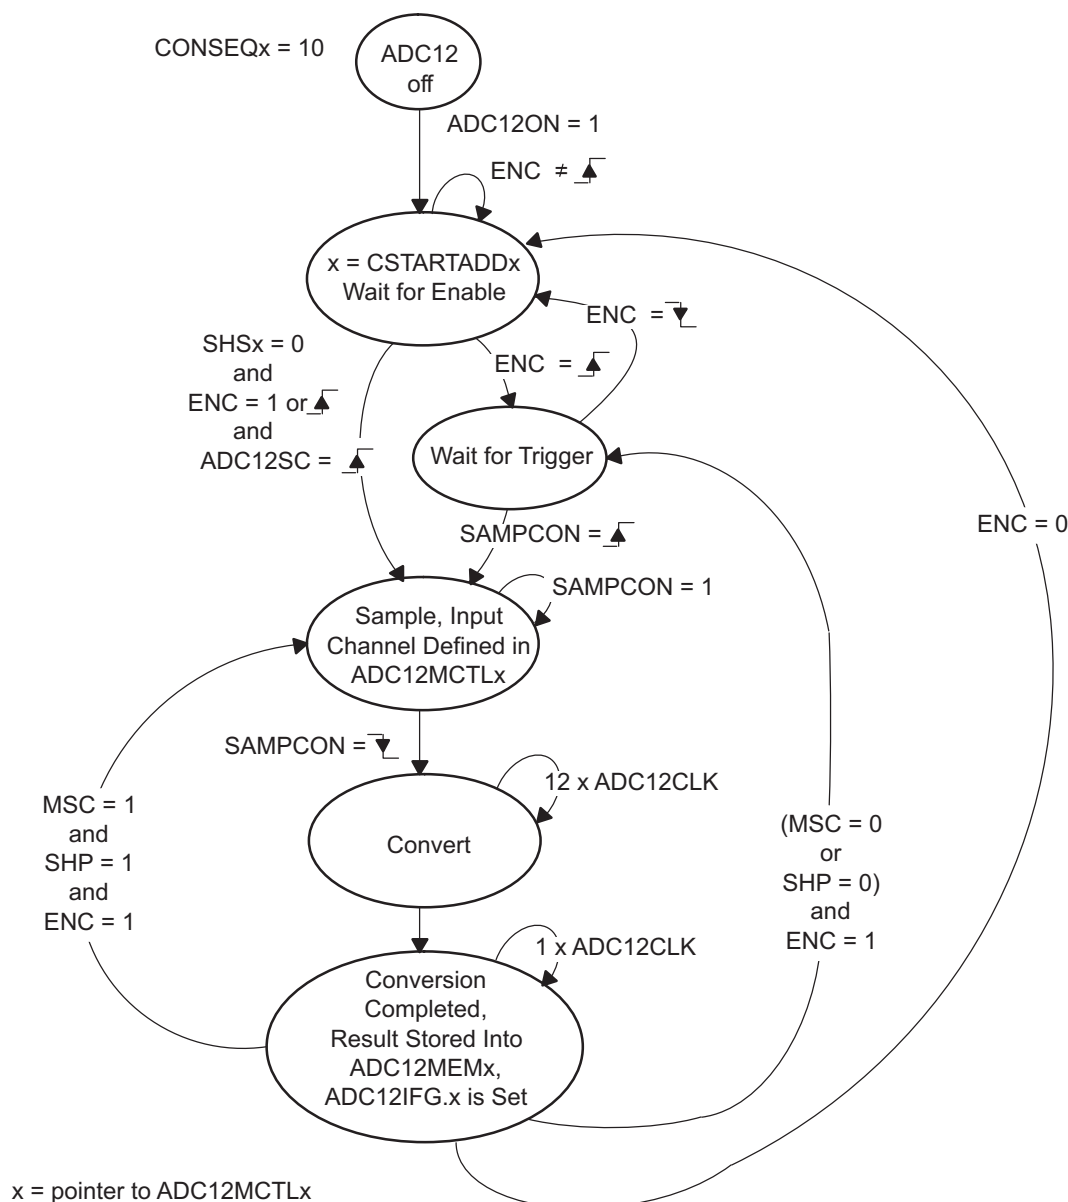 CONSEQx = 10
ADC12
off
ADC12ON = 1
ENC ≠
x = CSTARTADDx
Wait for Enable
ENC =
SHSx = 0
and
ENC = 1 or
and
ADC12SC =
ENC =
Wait for Trigger
ENC = 0
SAMPCON =
SAMPCON = 1
Sample, Input
Channel Defined in
ADC12MCTLx
SAMPCON =
12 x ADC12CLK
MSC = 1
and
SHP = 1
and
ENC = 1
Convert
(MSC = 0
or
SHP = 0)
and
ENC = 1
1 x ADC12CLK
Conversion
Completed,
Result Stored Into
ADC12MEMx,
ADC12IFG.x is Set
x = pointer to ADC12MCTLx